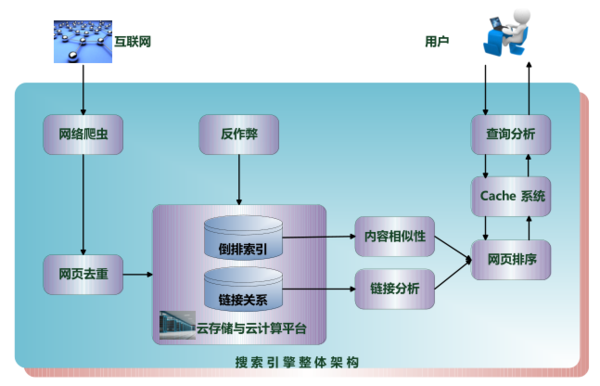 互联网
用户
网络爬虫
反作弊
查询分析
Cache 系统
倒排索引
内容相似性
网页去重
网页排序
链接关系
链接分析
云存储与云计算平台
搜索引擎整体架构